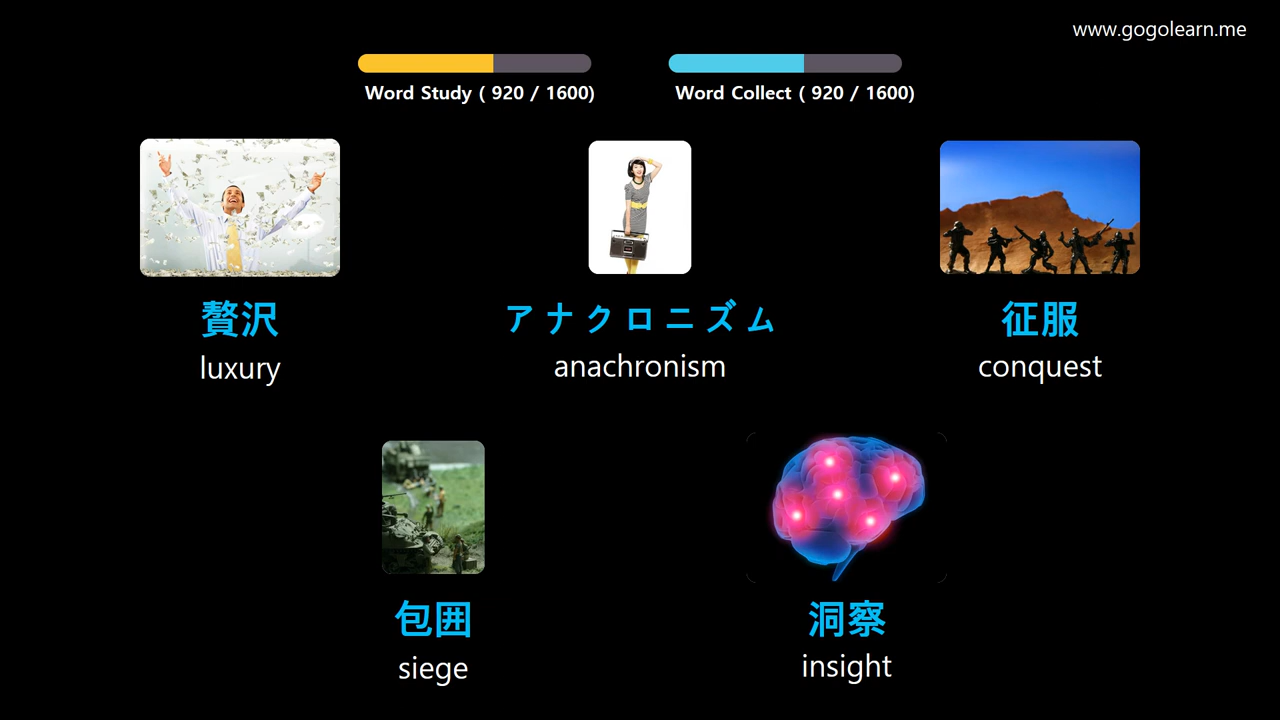 www.gogolearn.me
Word Study ( 920 / 1600)
Word Collect ( 920 / 1600)
贅沢
luxury
アナクロニズム
anachronism
征服
conquest
包囲
siege
洞察
insight